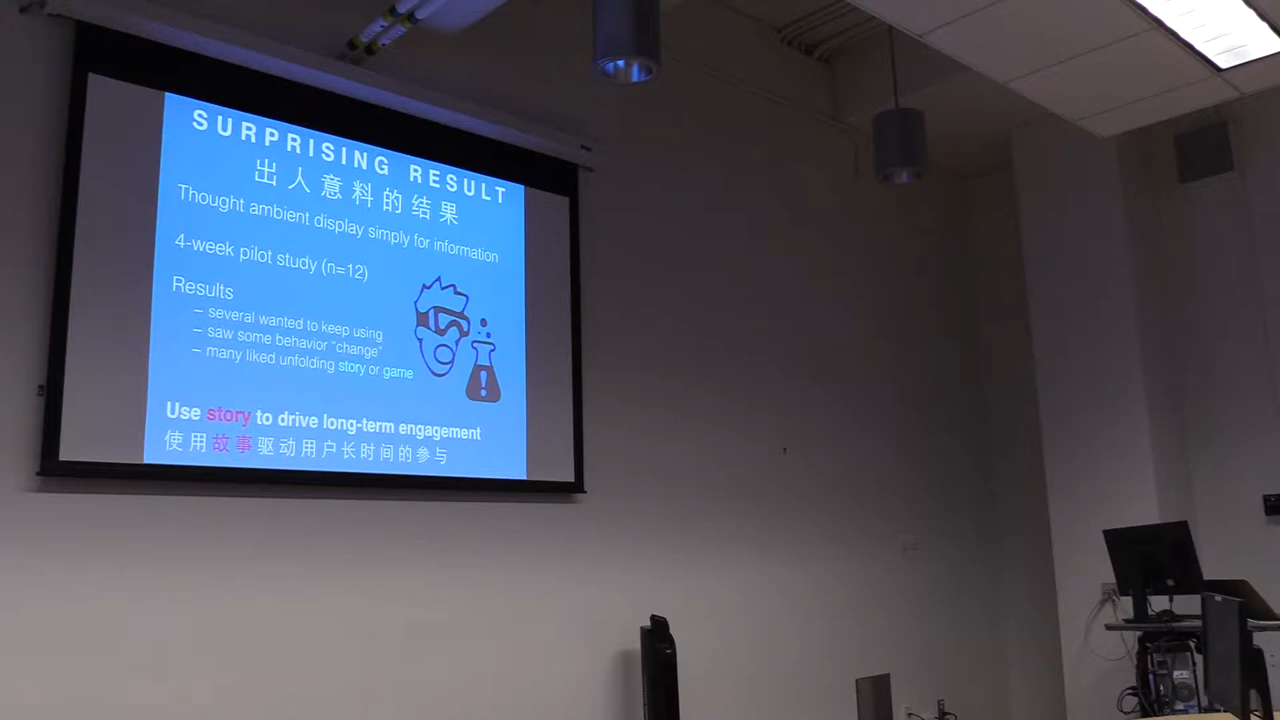 SURPRISING RESULT
出人意料的结果
Thought ambient display simply for information
4-week pilot study (n=12)
Results
– several wanted to keep using
– saw some behavior “change”
– many liked unfolding story or game
Use story to drive long-term engagement
使用故事驱动用户长时间的参与